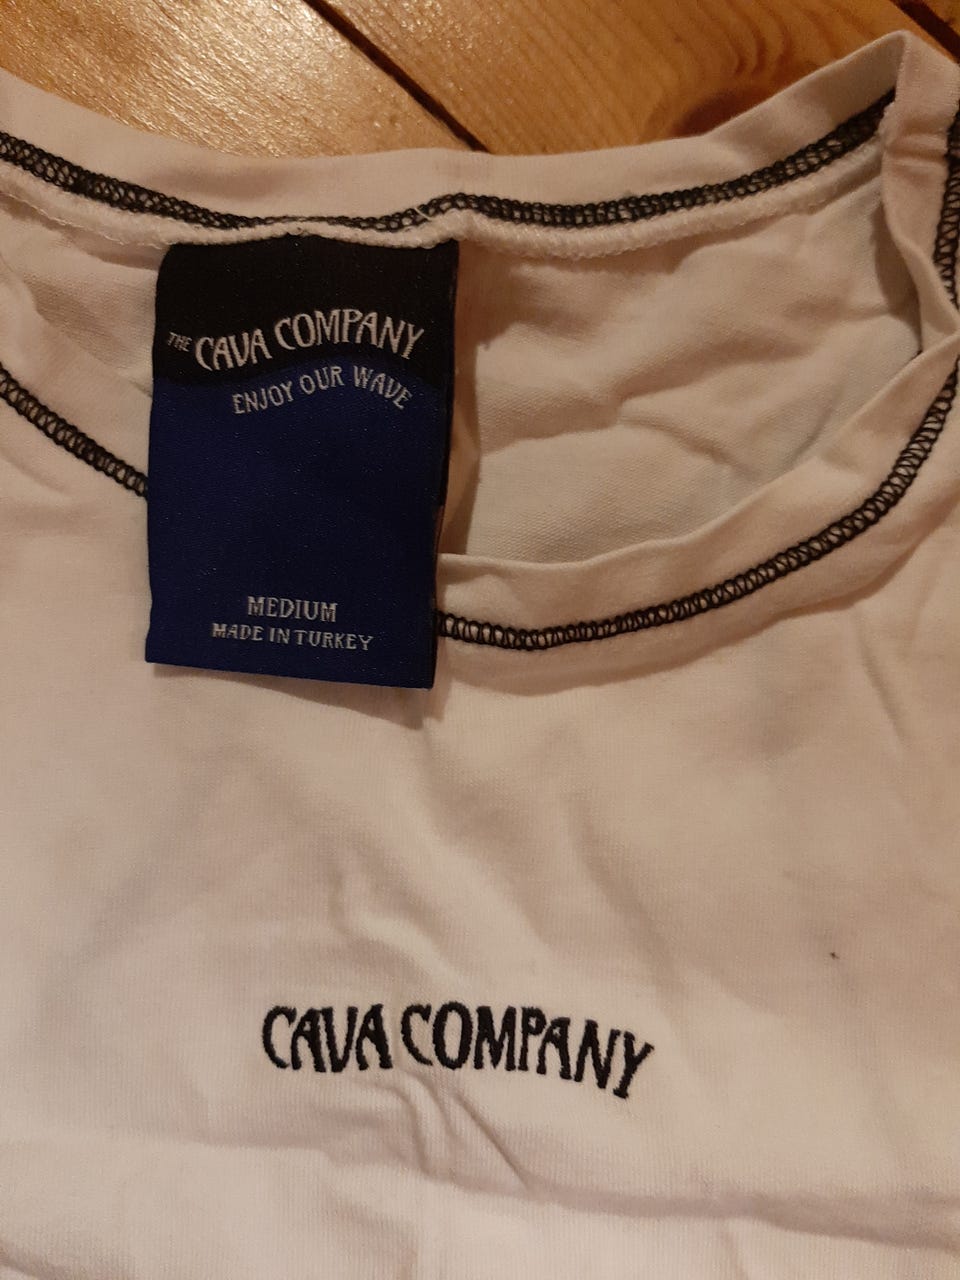 THE CAVA COMPANY
ENJOY OUR WAVE
MEDIUM
MADE IN TURKEY
CAVA COMPANY